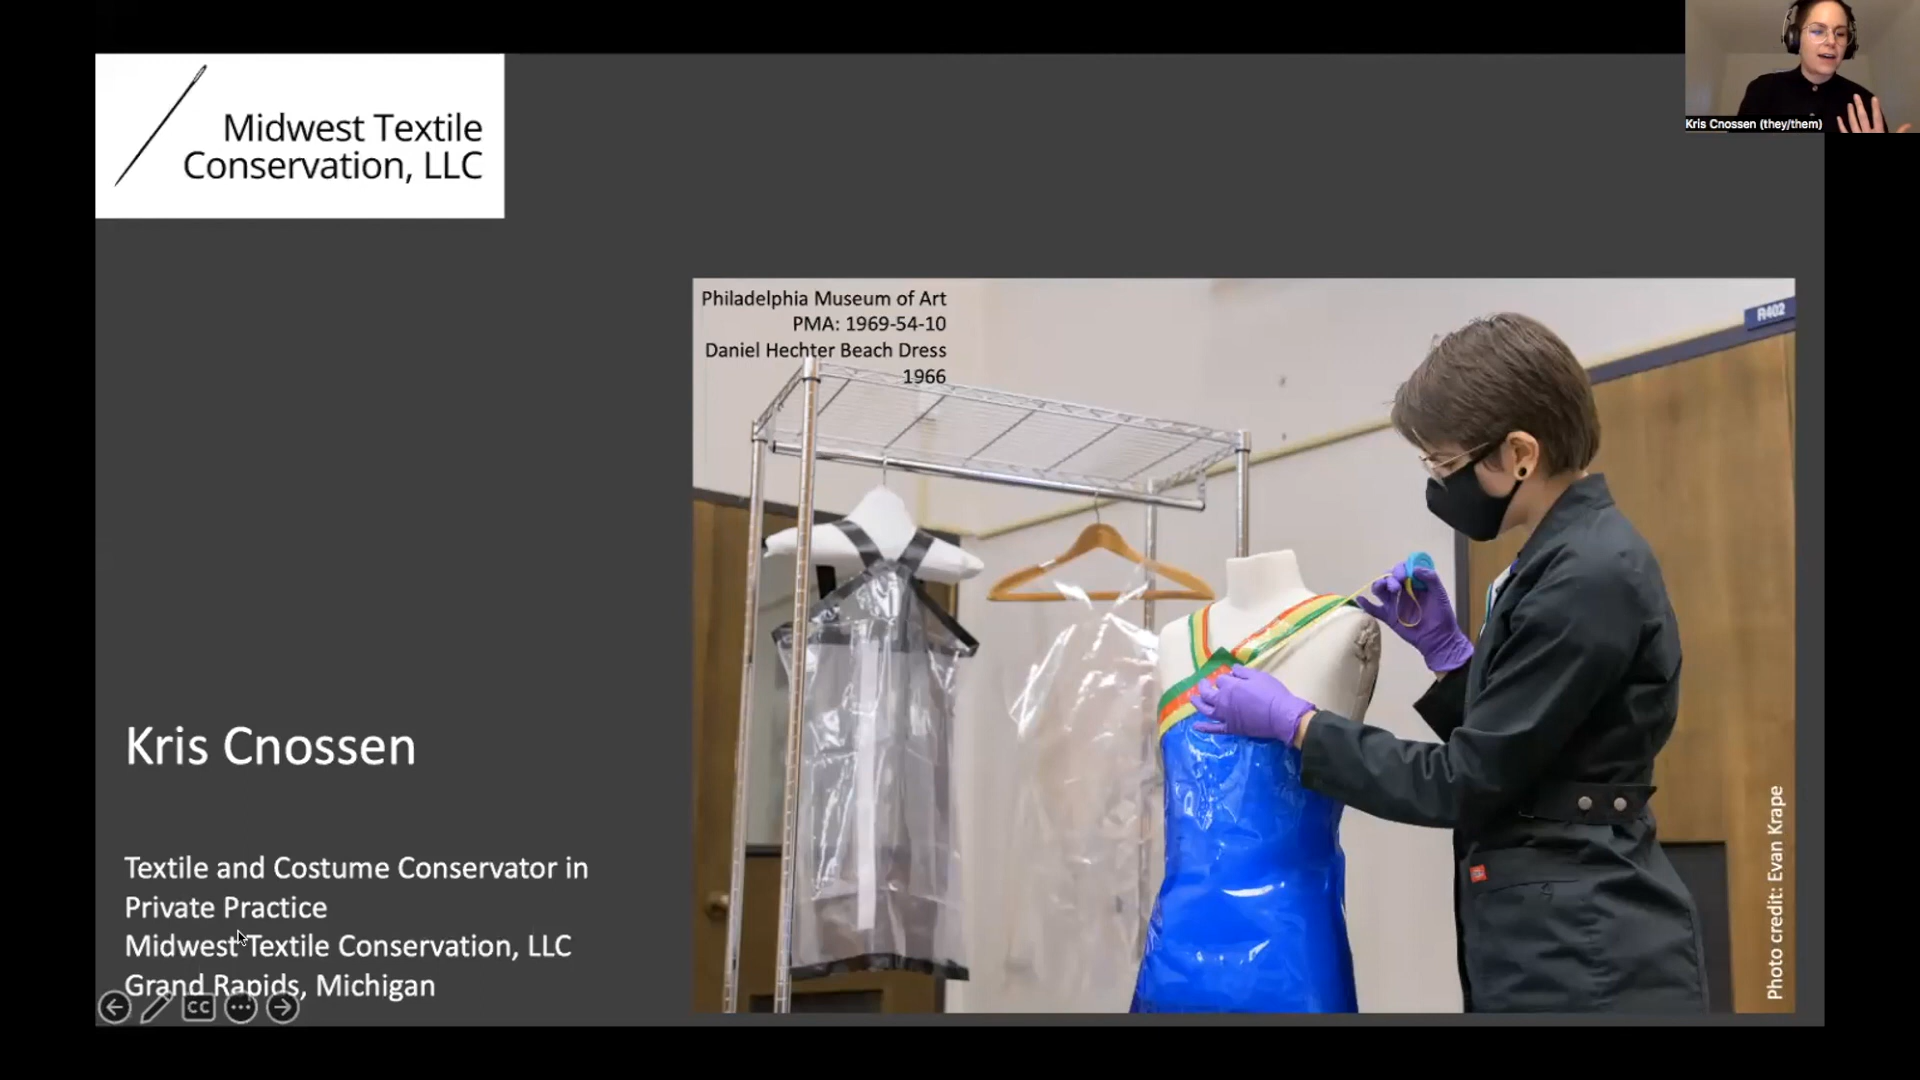 Midwest Textile
Conservation, LLC
Kris Cnossen (they/them)
Philadelphia Museum of Art
PMA: 1969-54-10
Daniel Hechter Beach Dress
1966
R402
Kris Cnossen
Textile and Costume Conservator in
Private Practice
Midwest Textile Conservation, LLC
Grand Rapids, Michigan
Photo credit: Evan Krape
CC